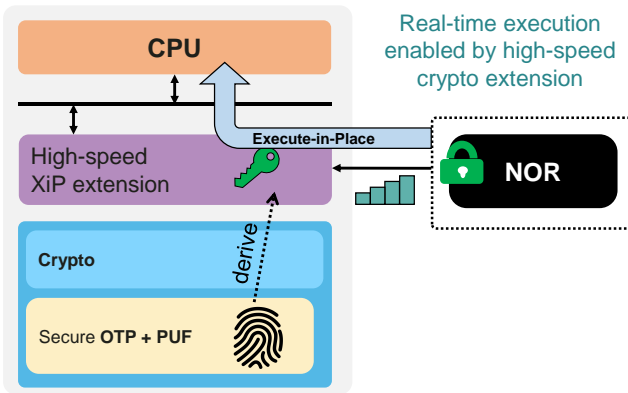 CPU
Real-time execution
enabled by high-speed
crypto extension
Execute-in-Place
High-speed
XiP extension
NOR
derive
Crypto
Secure OTP + PUF